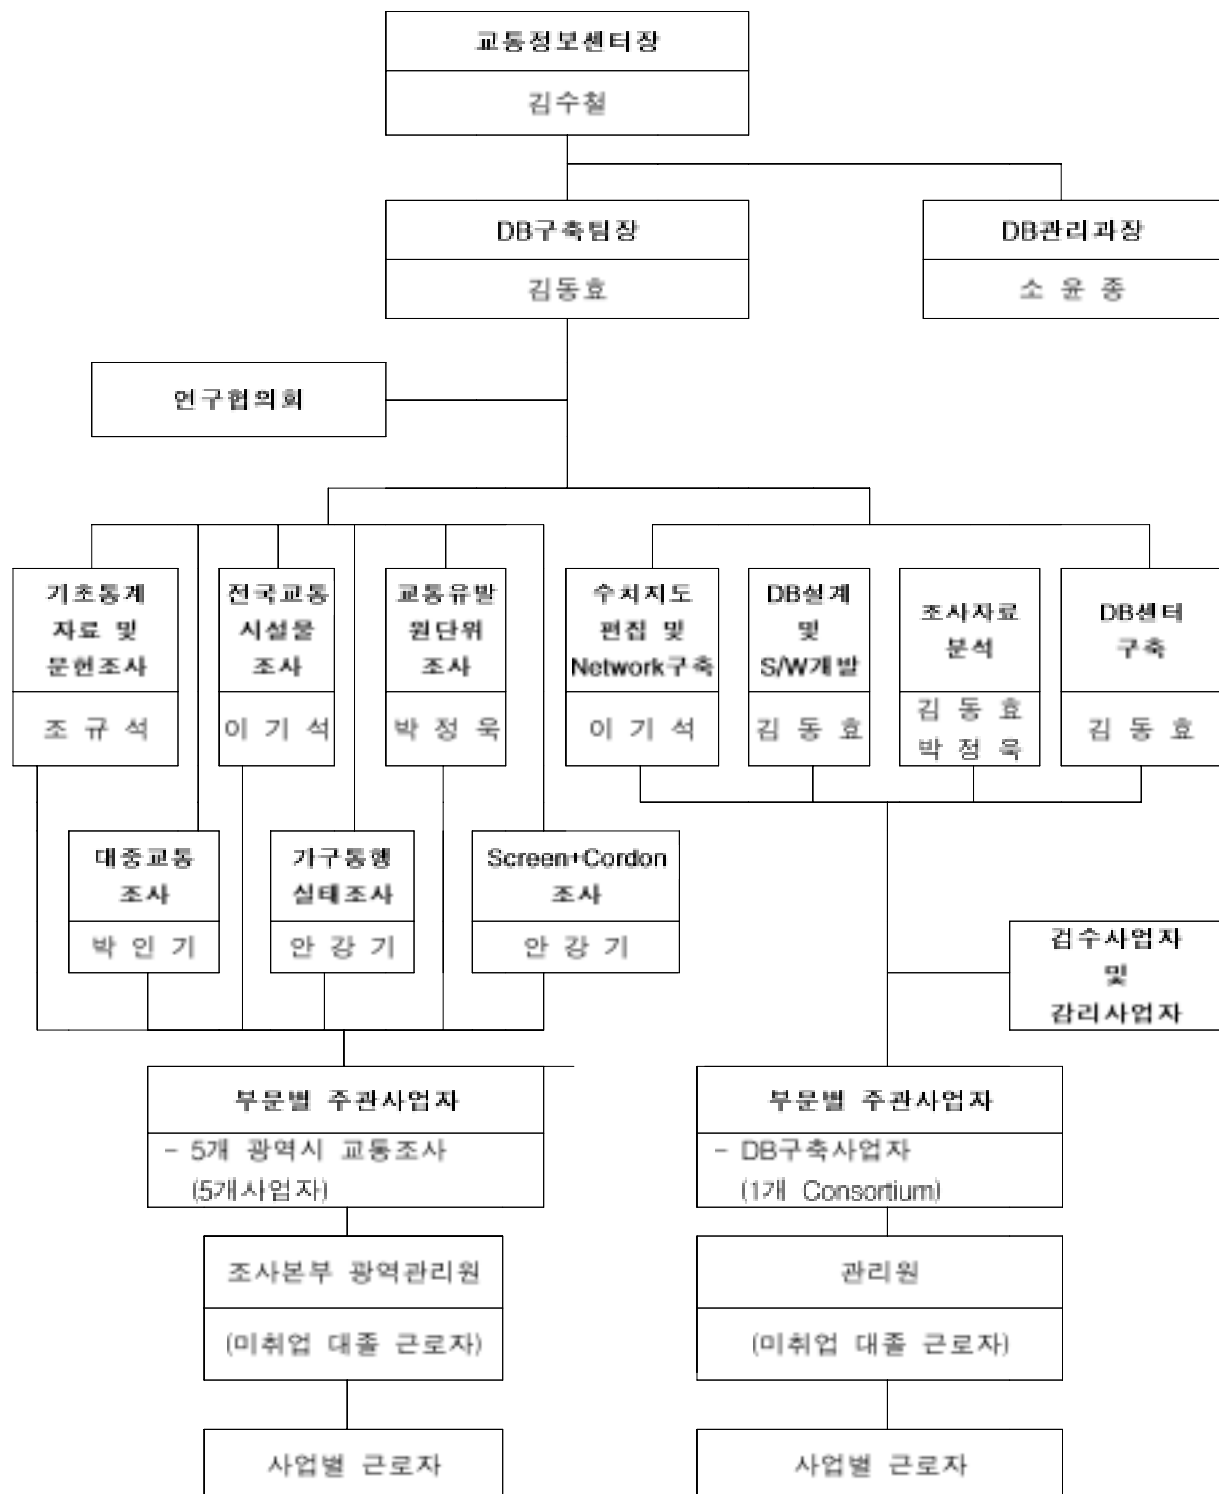 교통정보센터장
김수철
DB구축팀장
김동효
DB관리과장
소 윤 종
연구협의회
기초통계
자료 및
문헌조사
조 규 석
전국교통
시설물
조사
이 기 석
교통유발
원단위
조사
박 정 욱
수치지도
편집 및
Network구축
이 기 석
DB설계
및
S/W개발
김 동 효
조사자료
분석
김 동 효
박 정 욱
DB센터
구축
김 동 효
대중교통
조사
박 인 기
가구통행
실태조사
안 강 기
Screen+Cordon
조사
안 강 기
검수사업자
및
감리사업자
부문별 주관사업자
- 5개 광역시 교통조사
(5개사업자)
부문별 주관사업자
- DB구축사업자
(1개 Consortium)
조사본부 광역관리원
(미취업 대졸 근로자)
관리원
(미취업 대졸 근로자)
사업별 근로자
사업별 근로자